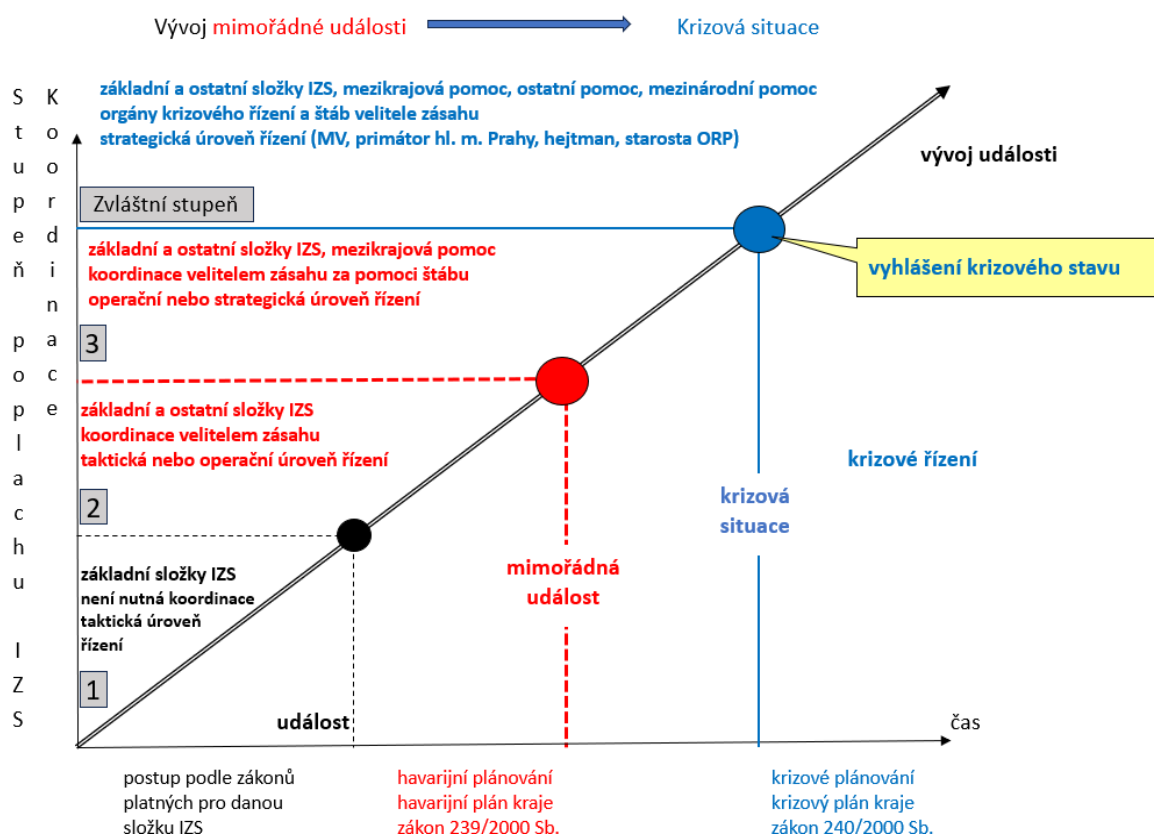 Vývoj mimořádné události Krizová situace
Stupeň poplachu IZS
Koordinace
základní a ostatní složky IZS, mezikrajová pomoc, ostatní pomoc, mezinárodní pomoc
orgány krizového řízení a štáb velitele zásahu
strategická úroveň řízení (MV, primátor hl. m. Prahy, hejtman, starosta ORP)
vývoj události
Zvláštní stupeň
základní a ostatní složky IZS, mezikrajová pomoc
koordinace velitelem zásahu za pomoci štábu
operační nebo strategická úroveň řízení
vyhlášení krizového stavu
3
základní a ostatní složky IZS
koordinace velitelem zásahu
taktická nebo operační úroveň řízení
krizové řízení
2
krizová
situace
základní složky IZS
není nutná koordinace
taktická úroveň
řízení
mimořádná
událost
1
událost
čas
postup podle zákonů
platných pro danou
složku IZS
havarijní plánování
havarijní plán kraje
zákon 239/2000 Sb.
krizové plánování
krizový plán kraje
zákon 240/2000 Sb.